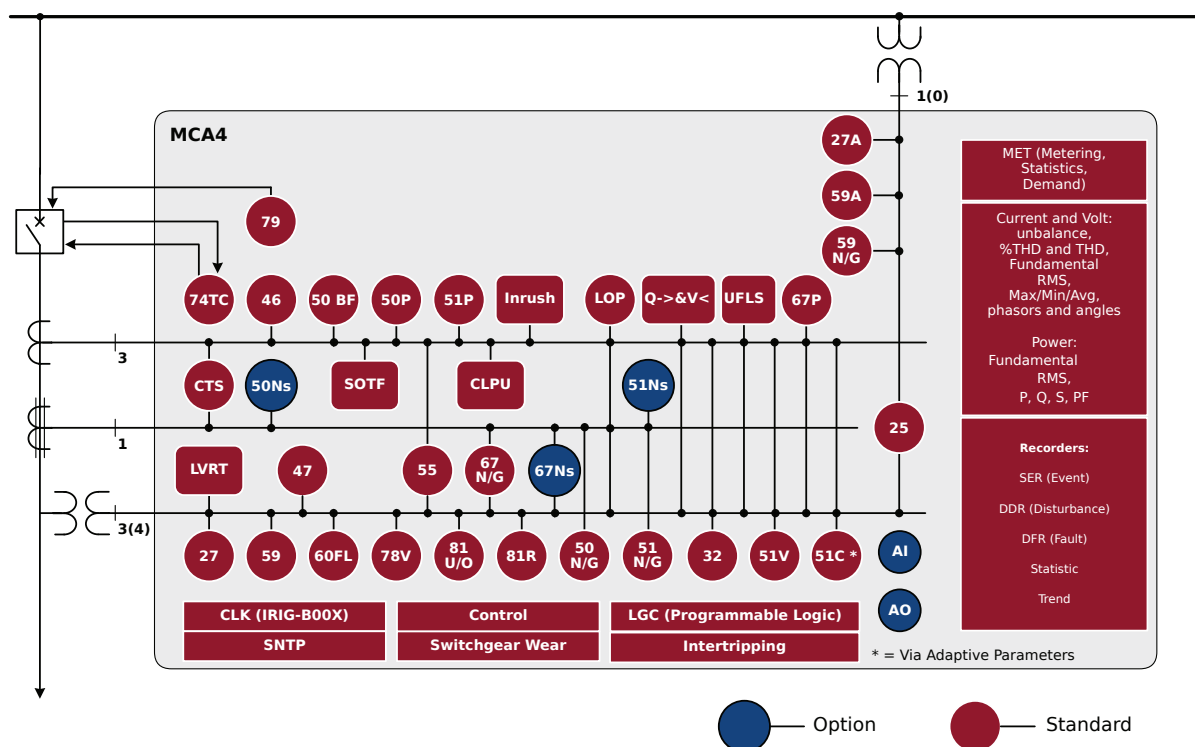 1(0)
MCA4
27A
59A
59
N/G
79
74TC
46
50 BF
50P
51P
Inrush
LOP
Q->&V<
UFLS
67P
3
CTS
50Ns
SOTF
CLPU
51Ns
25
1
LVRT
47
55
67
N/G
67Ns
3(4)
27
59
60FL
78V
81
U/O
81R
50
N/G
51
N/G
32
51V
51C *
AI
AO
MET (Metering,
Statistics,
Demand)
Current and Volt:
unbalance,
%THD and THD,
Fundamental
RMS,
Max/Min/Avg,
phasors and angles
Power:
Fundamental
RMS,
P, Q, S, PF
Recorders:
SER (Event)
DDR (Disturbance)
DFR (Fault)
Statistic
Trend
CLK (IRIG-B00X)
Control
LGC (Programmable Logic)
SNTP
Switchgear Wear
Intertripping
* = Via Adaptive Parameters
Option
Standard